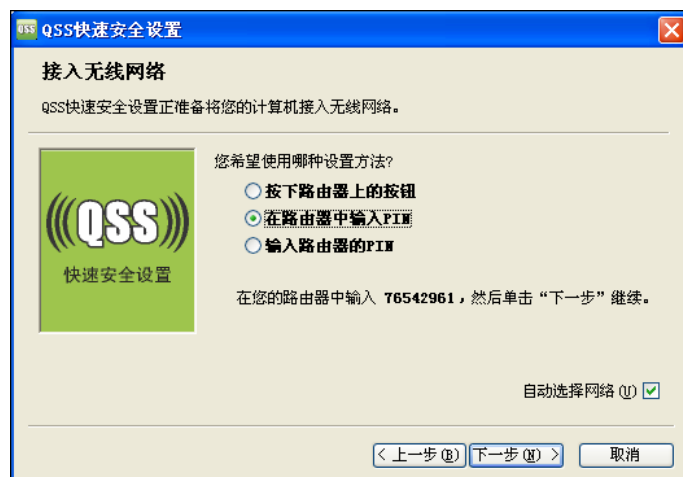 QSS QSS快速安全设置
接入无线网络
QSS快速安全设置正准备将您的计算机接入无线网络。
您希望使用哪种设置方法?
按下路由器上的按钮
在路由器中输入PIN
输入路由器的PIN
(((QSS)))
快速安全设置
在您的路由器中输入 76542961，然后单击“下一步”继续。
自动选择网络(U)
< 上一步(B) 下一步(N) > 取消